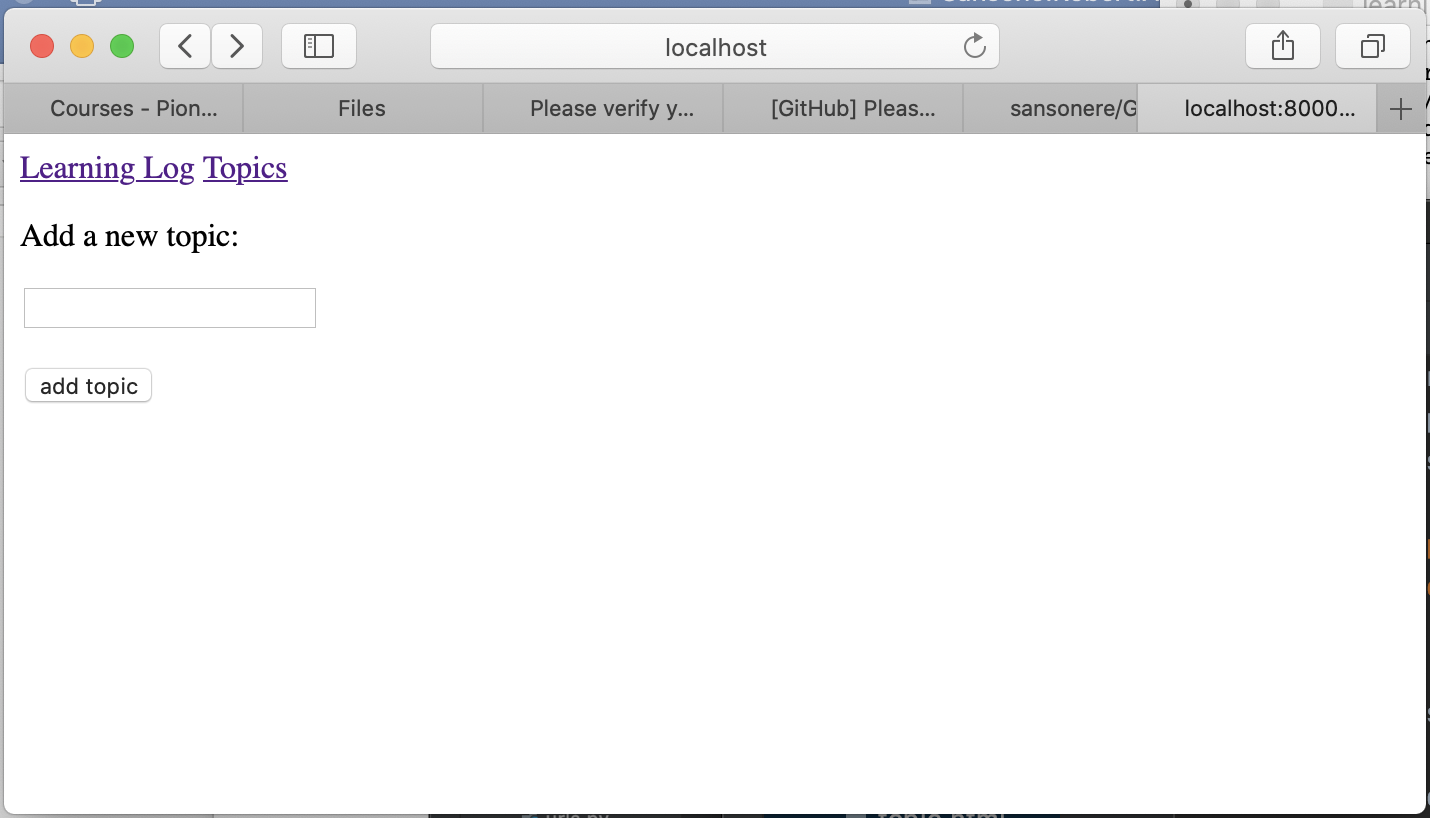 localhost
Courses - Pion...
Files
Please verify y...
[GitHub] Pleas...
sansonere/G
localhost:8000...
Learning Log Topics
Add a new topic:
add topic